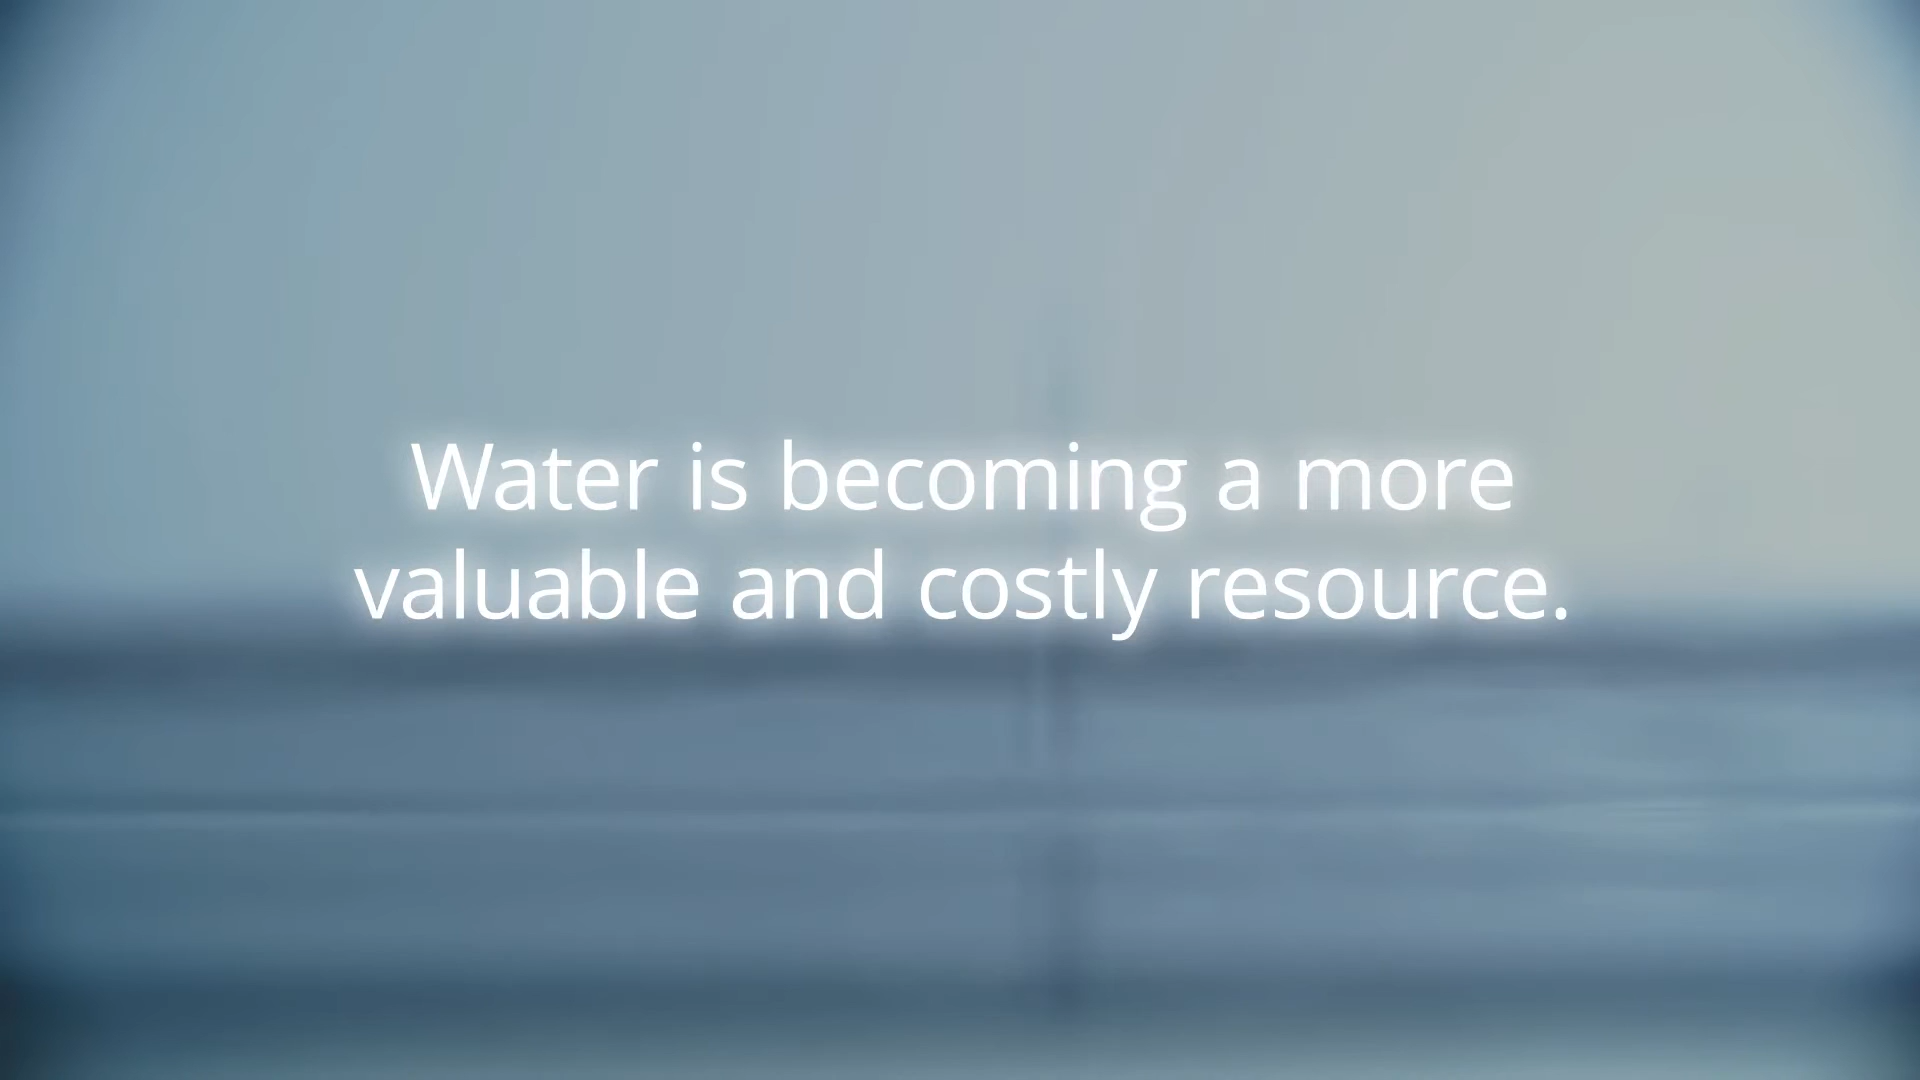 Water is becoming a more
valuable and costly resource.